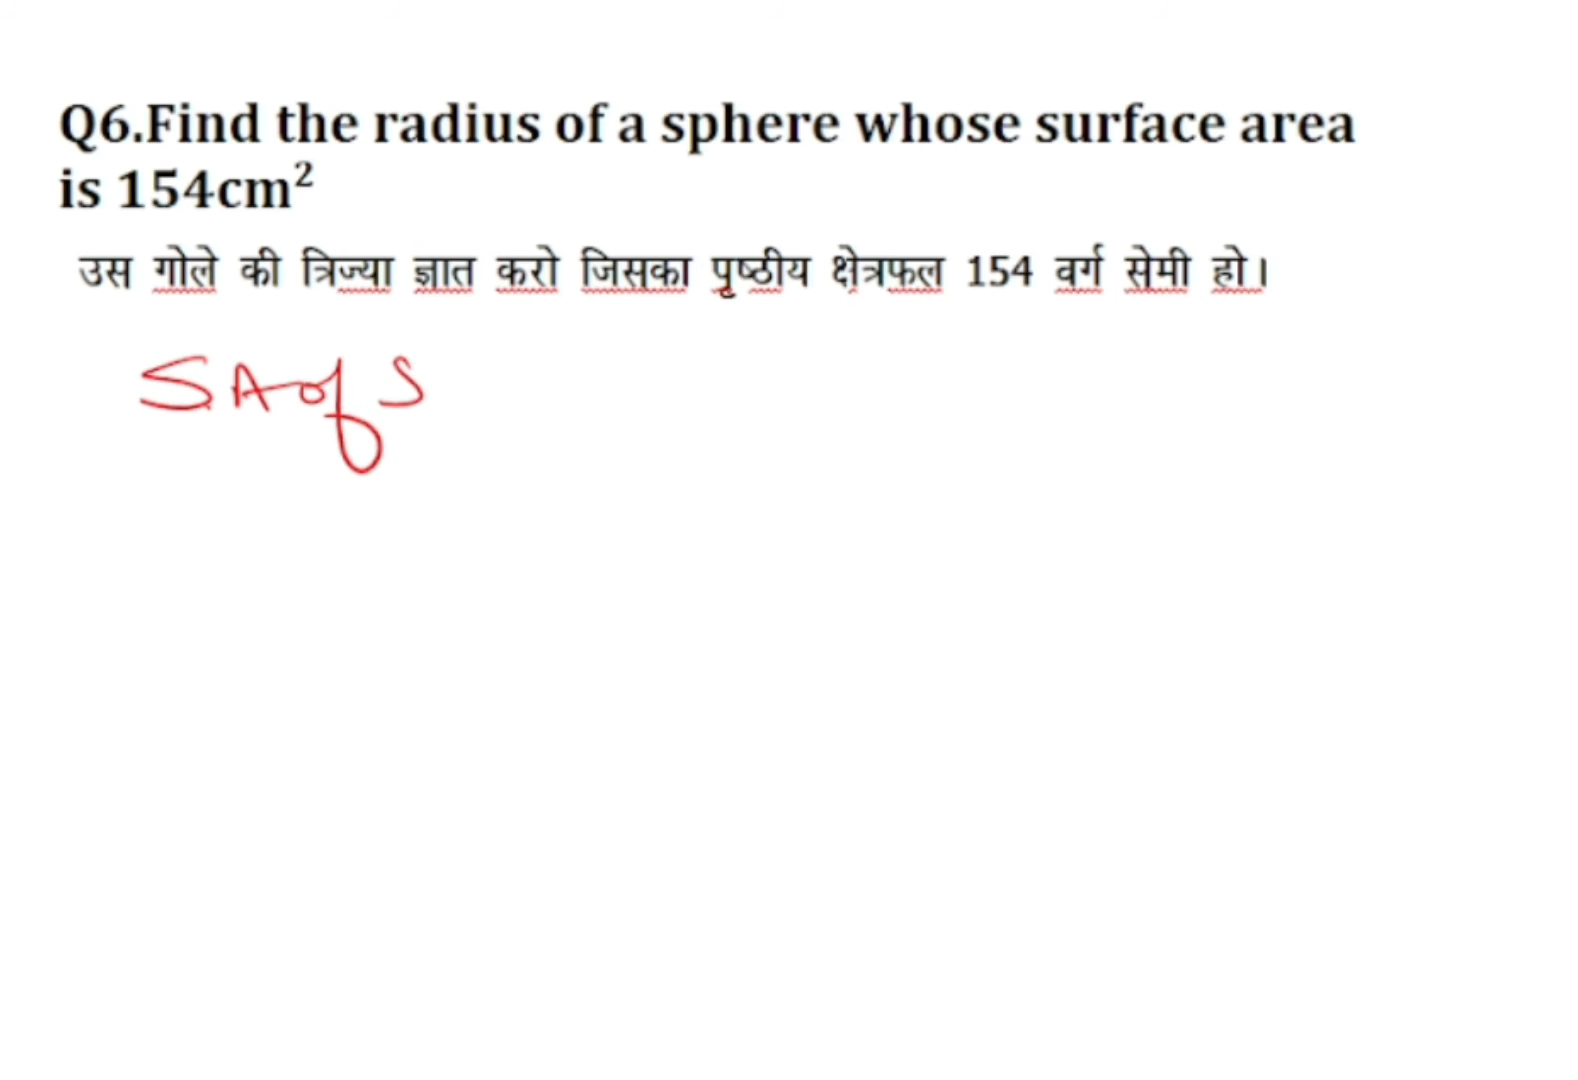 Q6.Find the radius of a sphere whose surface area
is 154cm²
उस गोले की त्रिज्या ज्ञात करो जिसका पृष्ठीय क्षेत्रफल 154 वर्ग सेमी हो।
SA of S